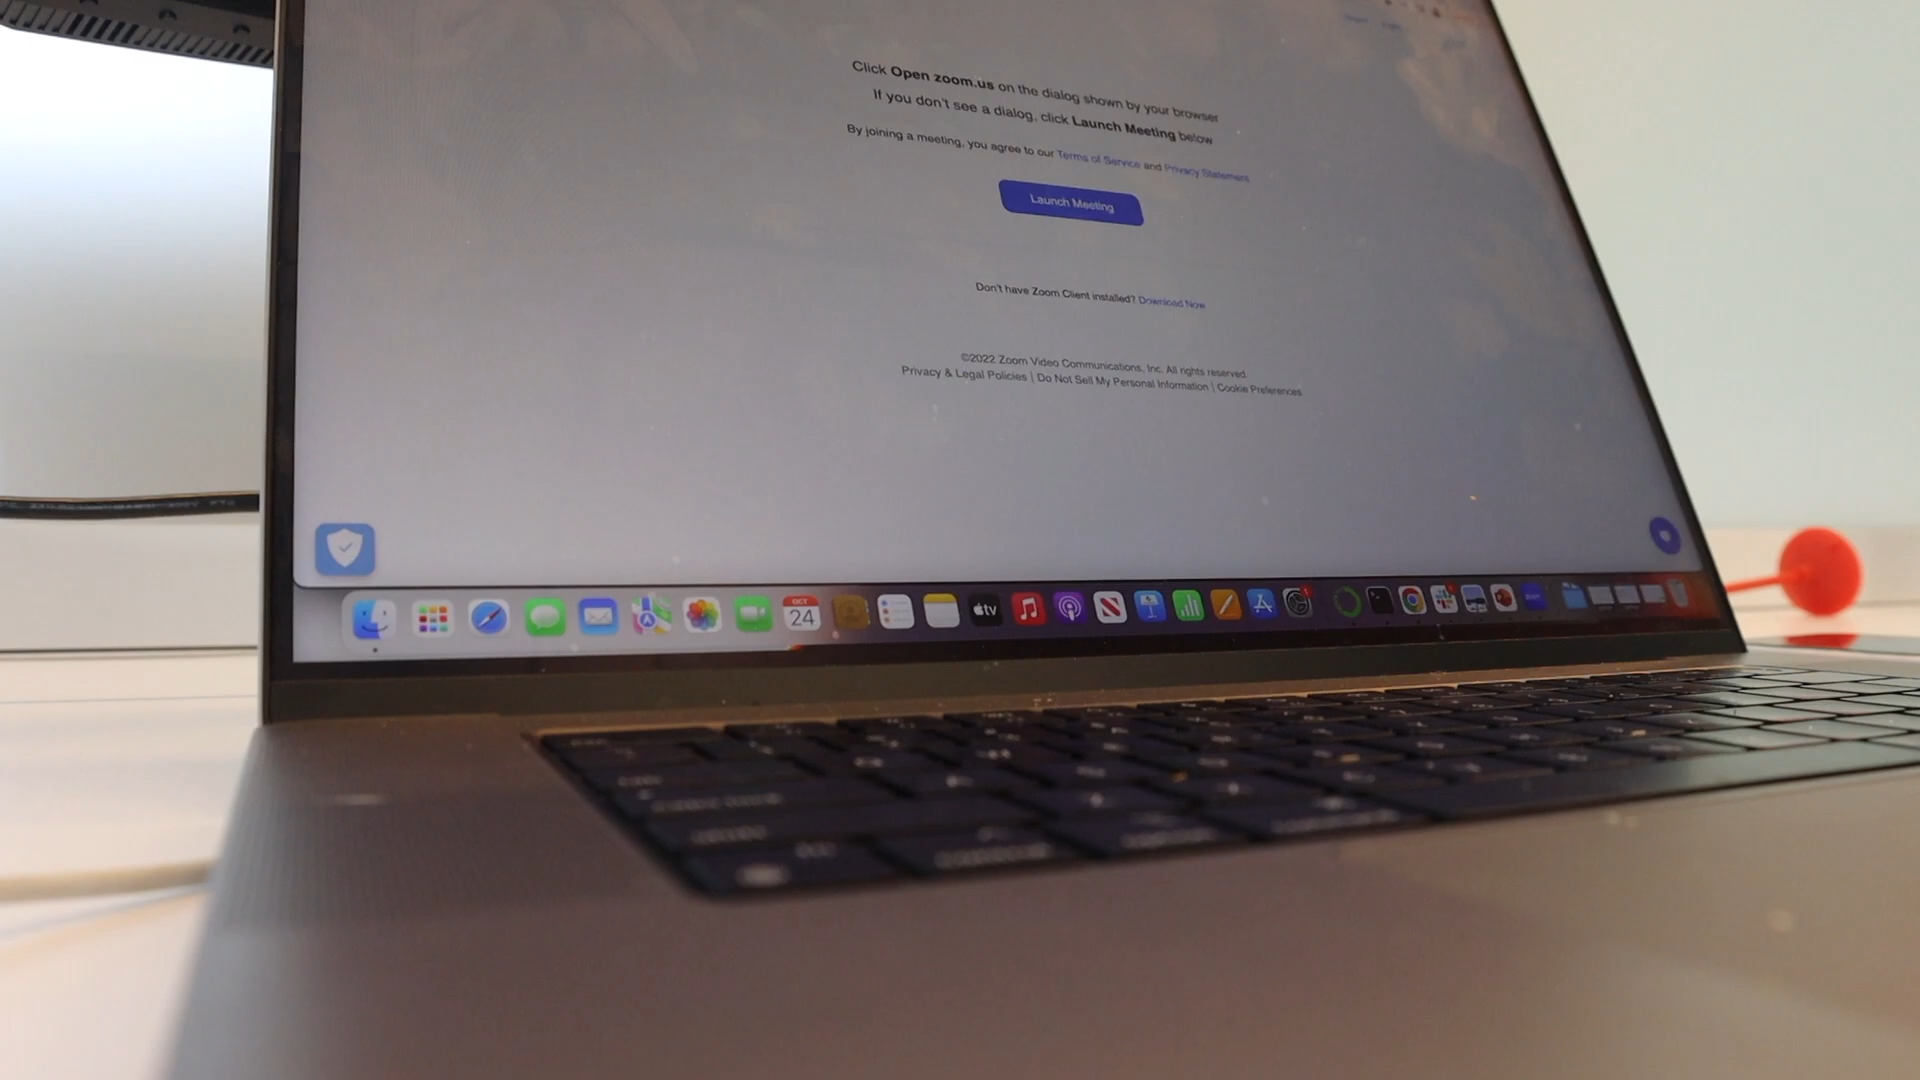 Click Open zoom.us on the dialog shown by your browser
If you don't see a dialog, click Launch Meeting below
By joining a meeting, you agree to our Terms of Service and Privacy Statement
Launch Meeting
Don't have Zoom Client installed? Download Now
©2022 Zoom Video Communications, Inc. All rights reserved.
Privacy & Legal Policies | Do Not Sell My Personal Information | Cookie Preferences
OCT
24
tv